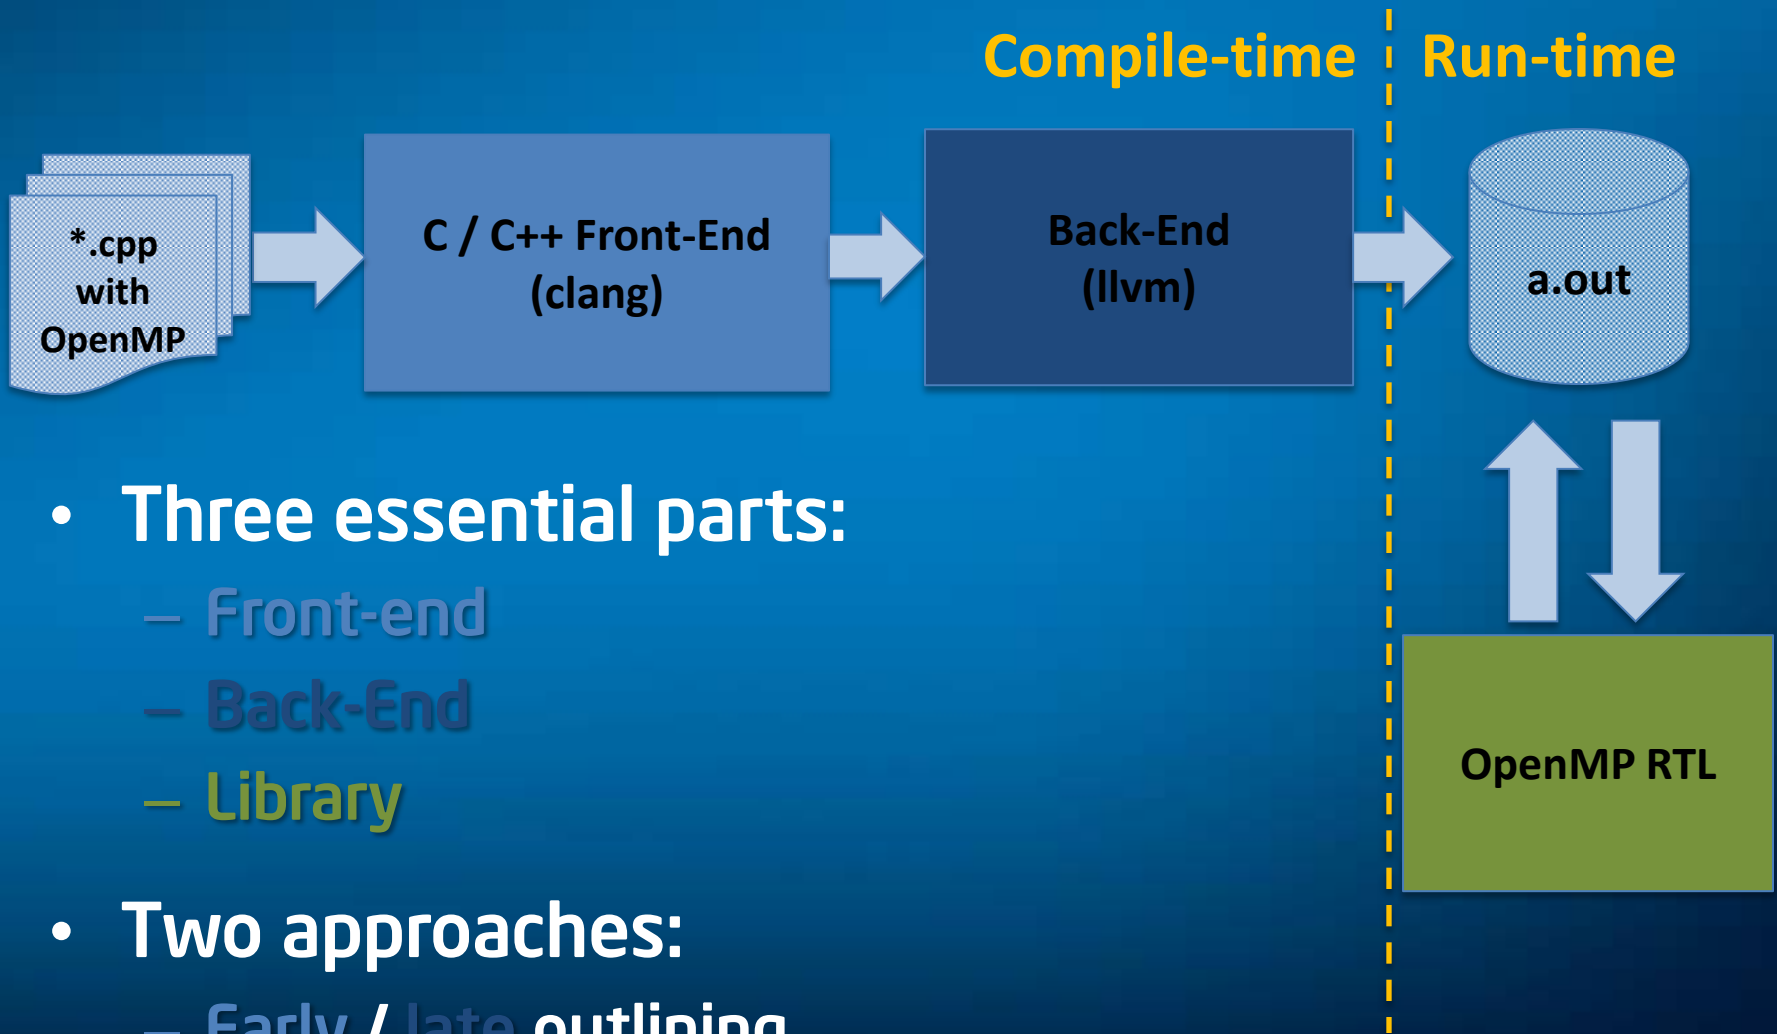 Compile-time
Run-time
*.cpp
with
OpenMP
C / C++ Front-End
(clang)
Back-End
(llvm)
a.out
• Three essential parts:
– Front-end
– Back-End
– Library
OpenMP RTL
• Two approaches:
– Early / late outlining